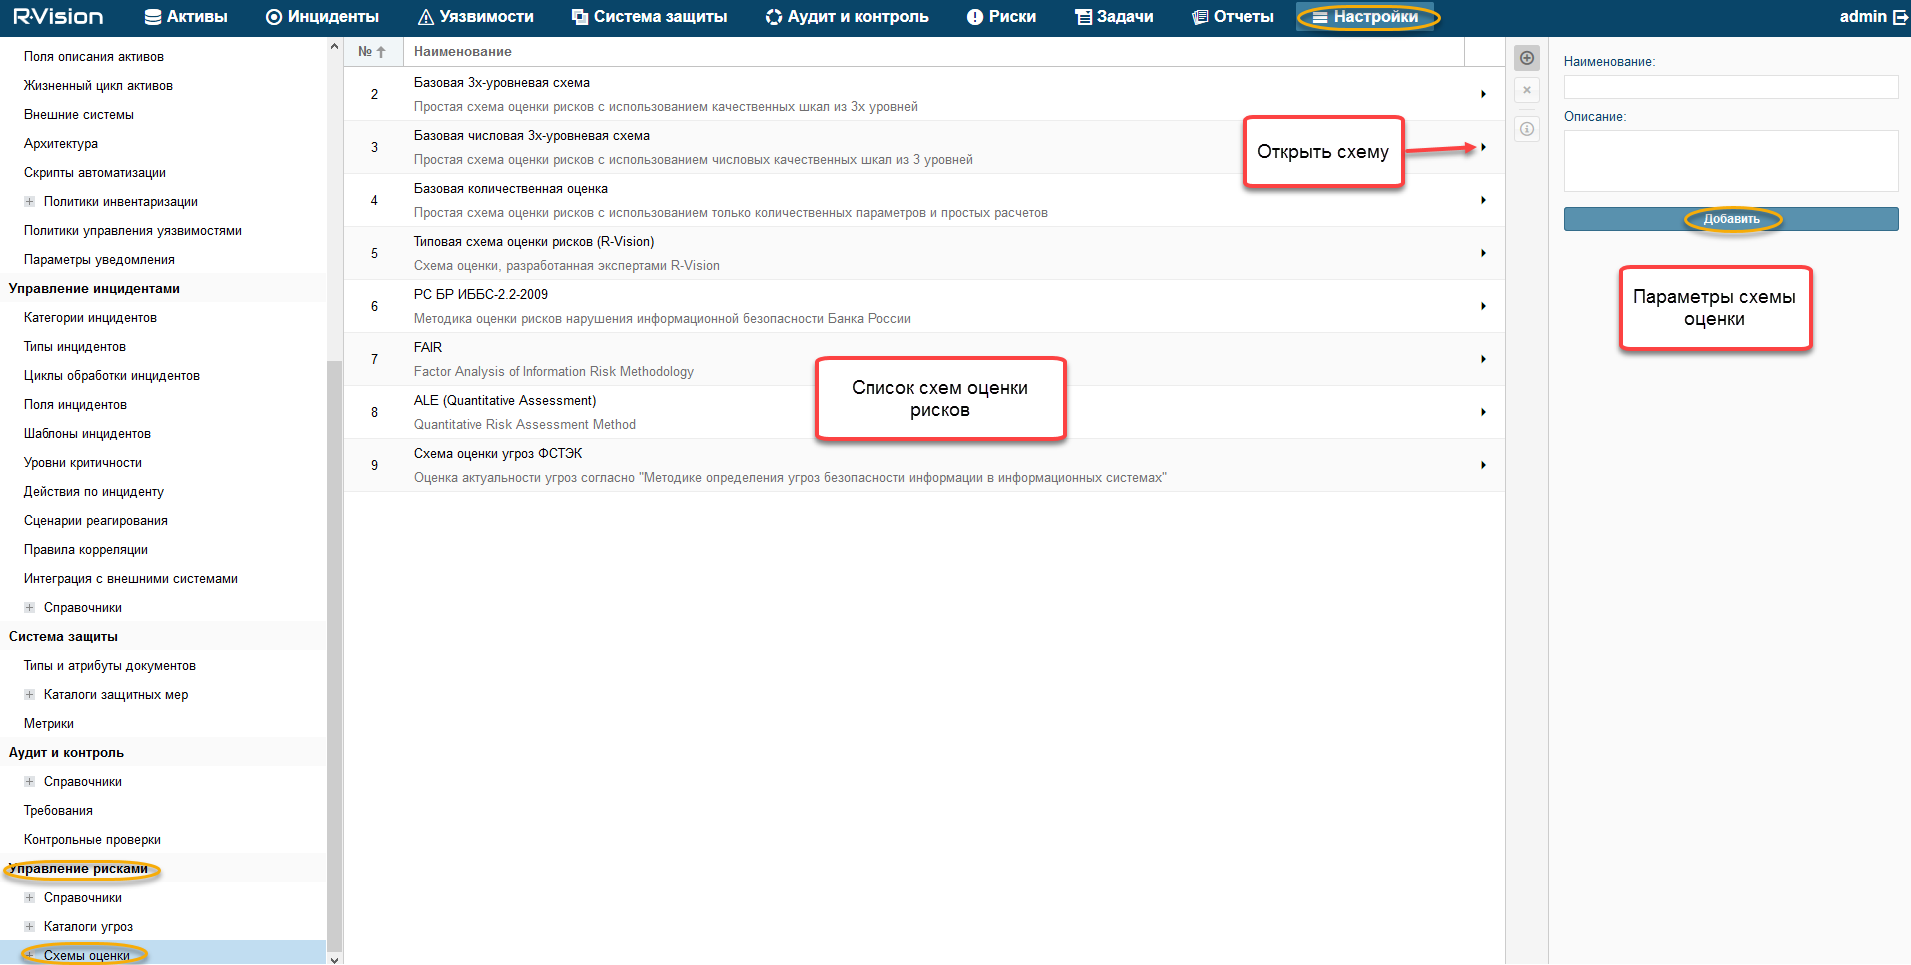 R-Vision
Активы
Инциденты
Уязвимости
Система защиты
Аудит и контроль
Риски
Задачи
Отчеты
Настройки
admin
Поля описания активов
Жизненный цикл активов
Внешние системы
Архитектура
Скрипты автоматизации
Политики инвентаризации
Политики управления уязвимостями
Параметры уведомления
Управление инцидентами
Категории инцидентов
Типы инцидентов
Циклы обработки инцидентов
Поля инцидентов
Шаблоны инцидентов
Уровни критичности
Действия по инциденту
Сценарии реагирования
Правила корреляции
Интеграция с внешними системами
Справочники
Система защиты
Типы и атрибуты документов
Каталоги защитных мер
Метрики
Аудит и контроль
Справочники
Требования
Контрольные проверки
Управление рисками
Справочники
Каталоги угроз
Схемы оценки
№ Наименование
2
Базовая 3х-уровневая схема
Простая схема оценки рисков с использованием качественных шкал из 3х уровней
3
Базовая числовая 3х-уровневая схема
Простая схема оценки рисков с использованием числовых качественных шкал из 3 уровней
4
Базовая количественная оценка
Простая схема оценки рисков с использованием только количественных параметров и простых расчетов
5
Типовая схема оценки рисков (R-Vision)
Схема оценки, разработанная экспертами R-Vision
6
РС БР ИББС-2.2-2009
Методика оценки рисков нарушения информационной безопасности Банка России
7
FAIR
Factor Analysis of Information Risk Methodology
8
ALE (Quantitative Assessment)
Quantitative Risk Assessment Method
9
Схема оценки угроз ФСТЭК
Оценка актуальности угроз согласно "Методике определения угроз безопасности информации в информационных системах"
Открыть схему
Список схем оценки
рисков
Наименование:
Описание:
Добавить
Параметры схемы
оценки